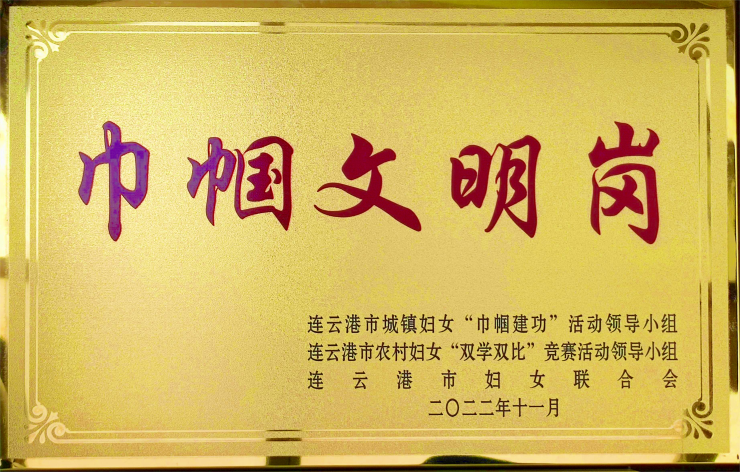 巾帼文明岗
连云港市城镇妇女“巾帼建功”活动领导小组
连云港市农村妇女“双学双比”竞赛活动领导小组
连云港市妇女联合会
二〇二二年十一月